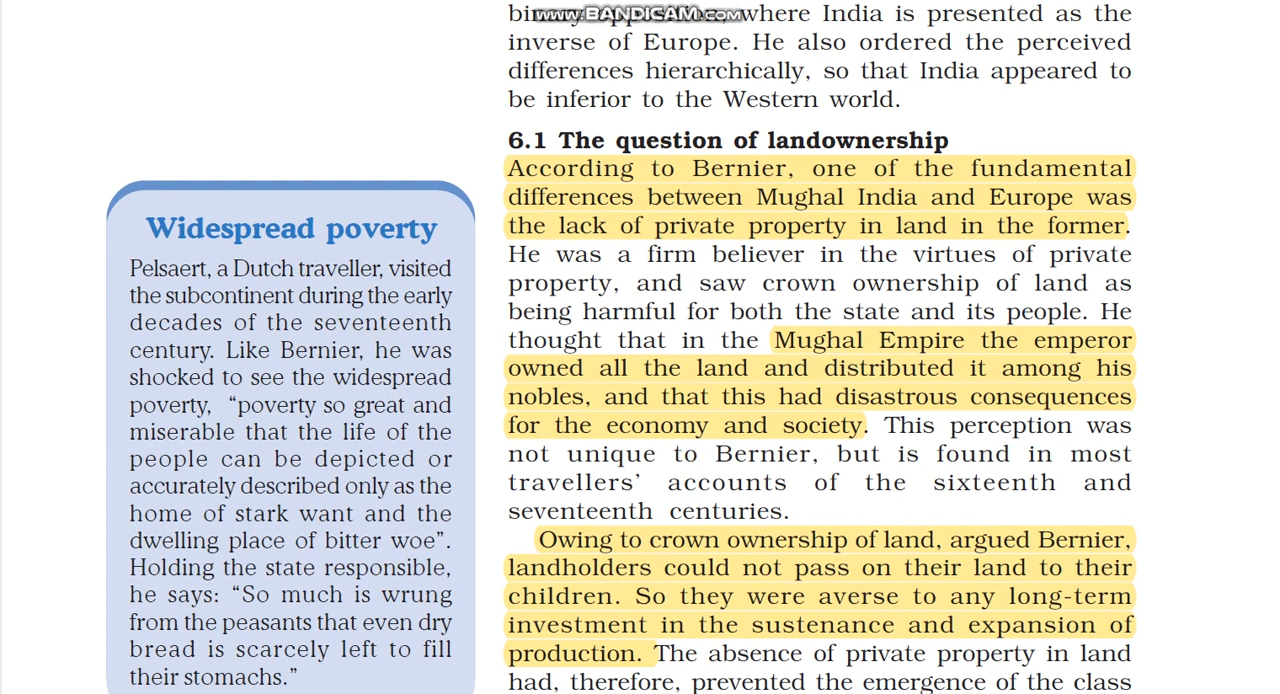 www.BANDICAM.com
where India is presented as the
inverse of Europe. He also ordered the perceived
differences hierarchically, so that India appeared to
be inferior to the Western world.
6.1 The question of landownership
According to Bernier, one of the fundamental
differences between Mughal India and Europe was
the lack of private property in land in the former.
He was a firm believer in the virtues of private
property, and saw crown ownership of land as
being harmful for both the state and its people. He
thought that in the Mughal Empire the emperor
owned all the land and distributed it among his
nobles, and that this had disastrous consequences
for the economy and society. This perception was
not unique to Bernier, but is found in most
travellers’ accounts of the sixteenth and
seventeenth centuries.
Owing to crown ownership of land, argued Bernier,
landholders could not pass on their land to their
children. So they were averse to any long-term
investment in the sustenance and expansion of
production. The absence of private property in land
had, therefore, prevented the emergence of the class
Widespread poverty
Pelsaert, a Dutch traveller, visited
the subcontinent during the early
decades of the seventeenth
century. Like Bernier, he was
shocked to see the widespread
poverty, “poverty so great and
miserable that the life of the
people can be depicted or
accurately described only as the
home of stark want and the
dwelling place of bitter woe”.
Holding the state responsible,
he says: “So much is wrung
from the peasants that even dry
bread is scarcely left to fill
their stomachs.”